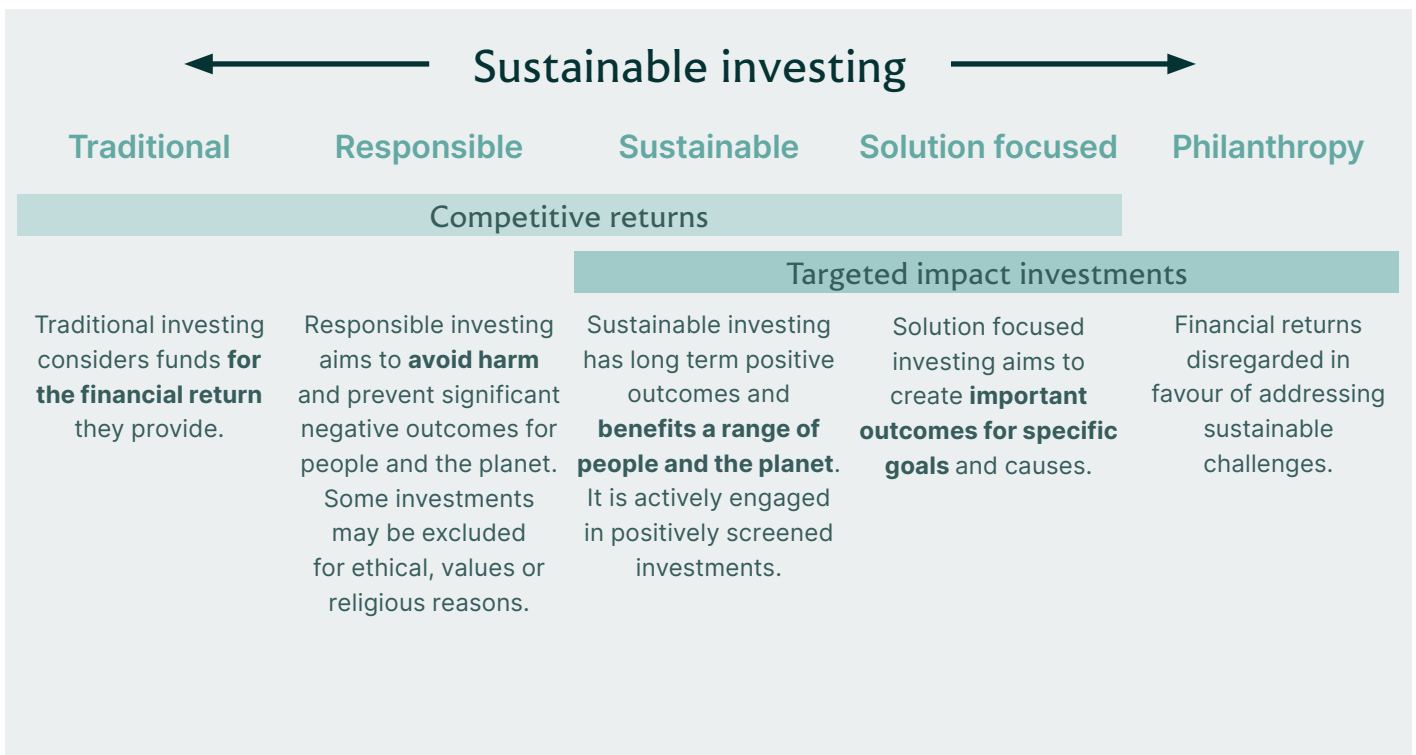 Sustainable investing
Traditional
Responsible
Sustainable
Solution focused
Philanthropy
Competitive returns
Targeted impact investments
Traditional investing
considers funds for
the financial return
they provide.
Responsible investing
aims to avoid harm
and prevent significant
negative outcomes for
people and the planet.
Some investments
may be excluded
for ethical, values or
religious reasons.
Sustainable investing
has long term positive
outcomes and
benefits a range of
people and the planet.
It is actively engaged
in positively screened
investments.
Solution focused
investing aims to
create important
outcomes for specific
goals and causes.
Financial returns
disregarded in
favour of addressing
sustainable
challenges.